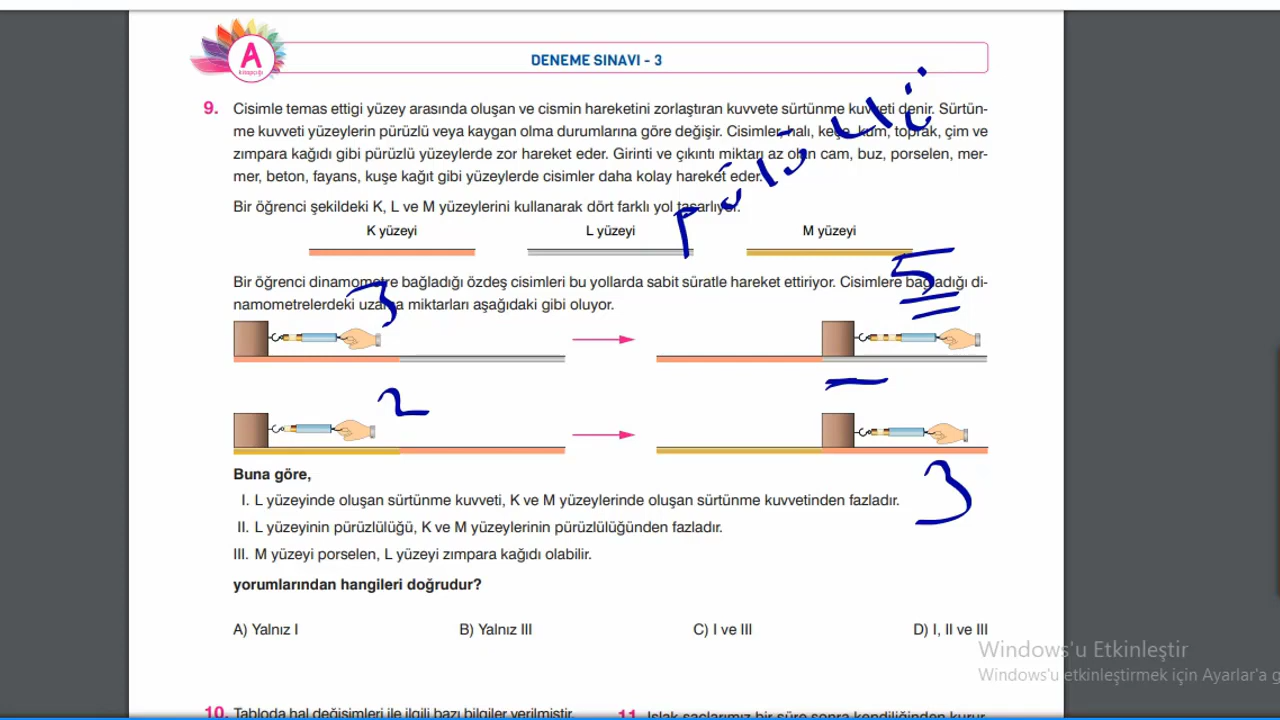 A
kitapçığı
DENEME SINAVI - 3
9. Cisimle temas ettigi yüzey arasında oluşan ve cismin hareketini zorlaştıran kuvvete sürtünme kuvveti denir. Sürtün-
me kuvveti yüzeylerin pürüzlü veya kaygan olma durumlarına göre değişir. Cisimler, halı, keçe, kum, toprak, çim ve
zımpara kağıdı gibi pürüzlü yüzeylerde zor hareket eder. Girinti ve çıkıntı miktarı az olan cam, buz, porselen, mer-
mer, beton, fayans, kuşe kağıt gibi yüzeylerde cisimler daha kolay hareket eder.
pürüzlü
Bir öğrenci şekildeki K, L ve M yüzeylerini kullanarak dört farklı yol tasarlıyor.
K yüzeyi L yüzeyi M yüzeyi
Bir öğrenci dinamometre bağladığı özdeş cisimleri bu yollarda sabit süratle hareket ettiriyor. Cisimlere bağladığı di-
namometrelerdeki uzama miktarları aşağıdaki gibi oluyor.
3 5
2 3
Buna göre,
I. L yüzeyinde oluşan sürtünme kuvveti, K ve M yüzeylerinde oluşan sürtünme kuvvetinden fazladır.
II. L yüzeyinin pürüzlülüğü, K ve M yüzeylerinin pürüzlülüğünden fazladır.
III. M yüzeyi porselen, L yüzeyi zımpara kağıdı olabilir.
yorumlarından hangileri doğrudur?
A) Yalnız I B) Yalnız III C) I ve III D) I, II ve III
Windows'u Etkinleştir
Windows'u etkinleştirmek için Ayarlar'a g
10. Tabloda hal değişimleri ile ilgili bazı bilgiler verilmiştir.
11. Islak saçlarımız bir süre sonra kendiliğinden kurur.